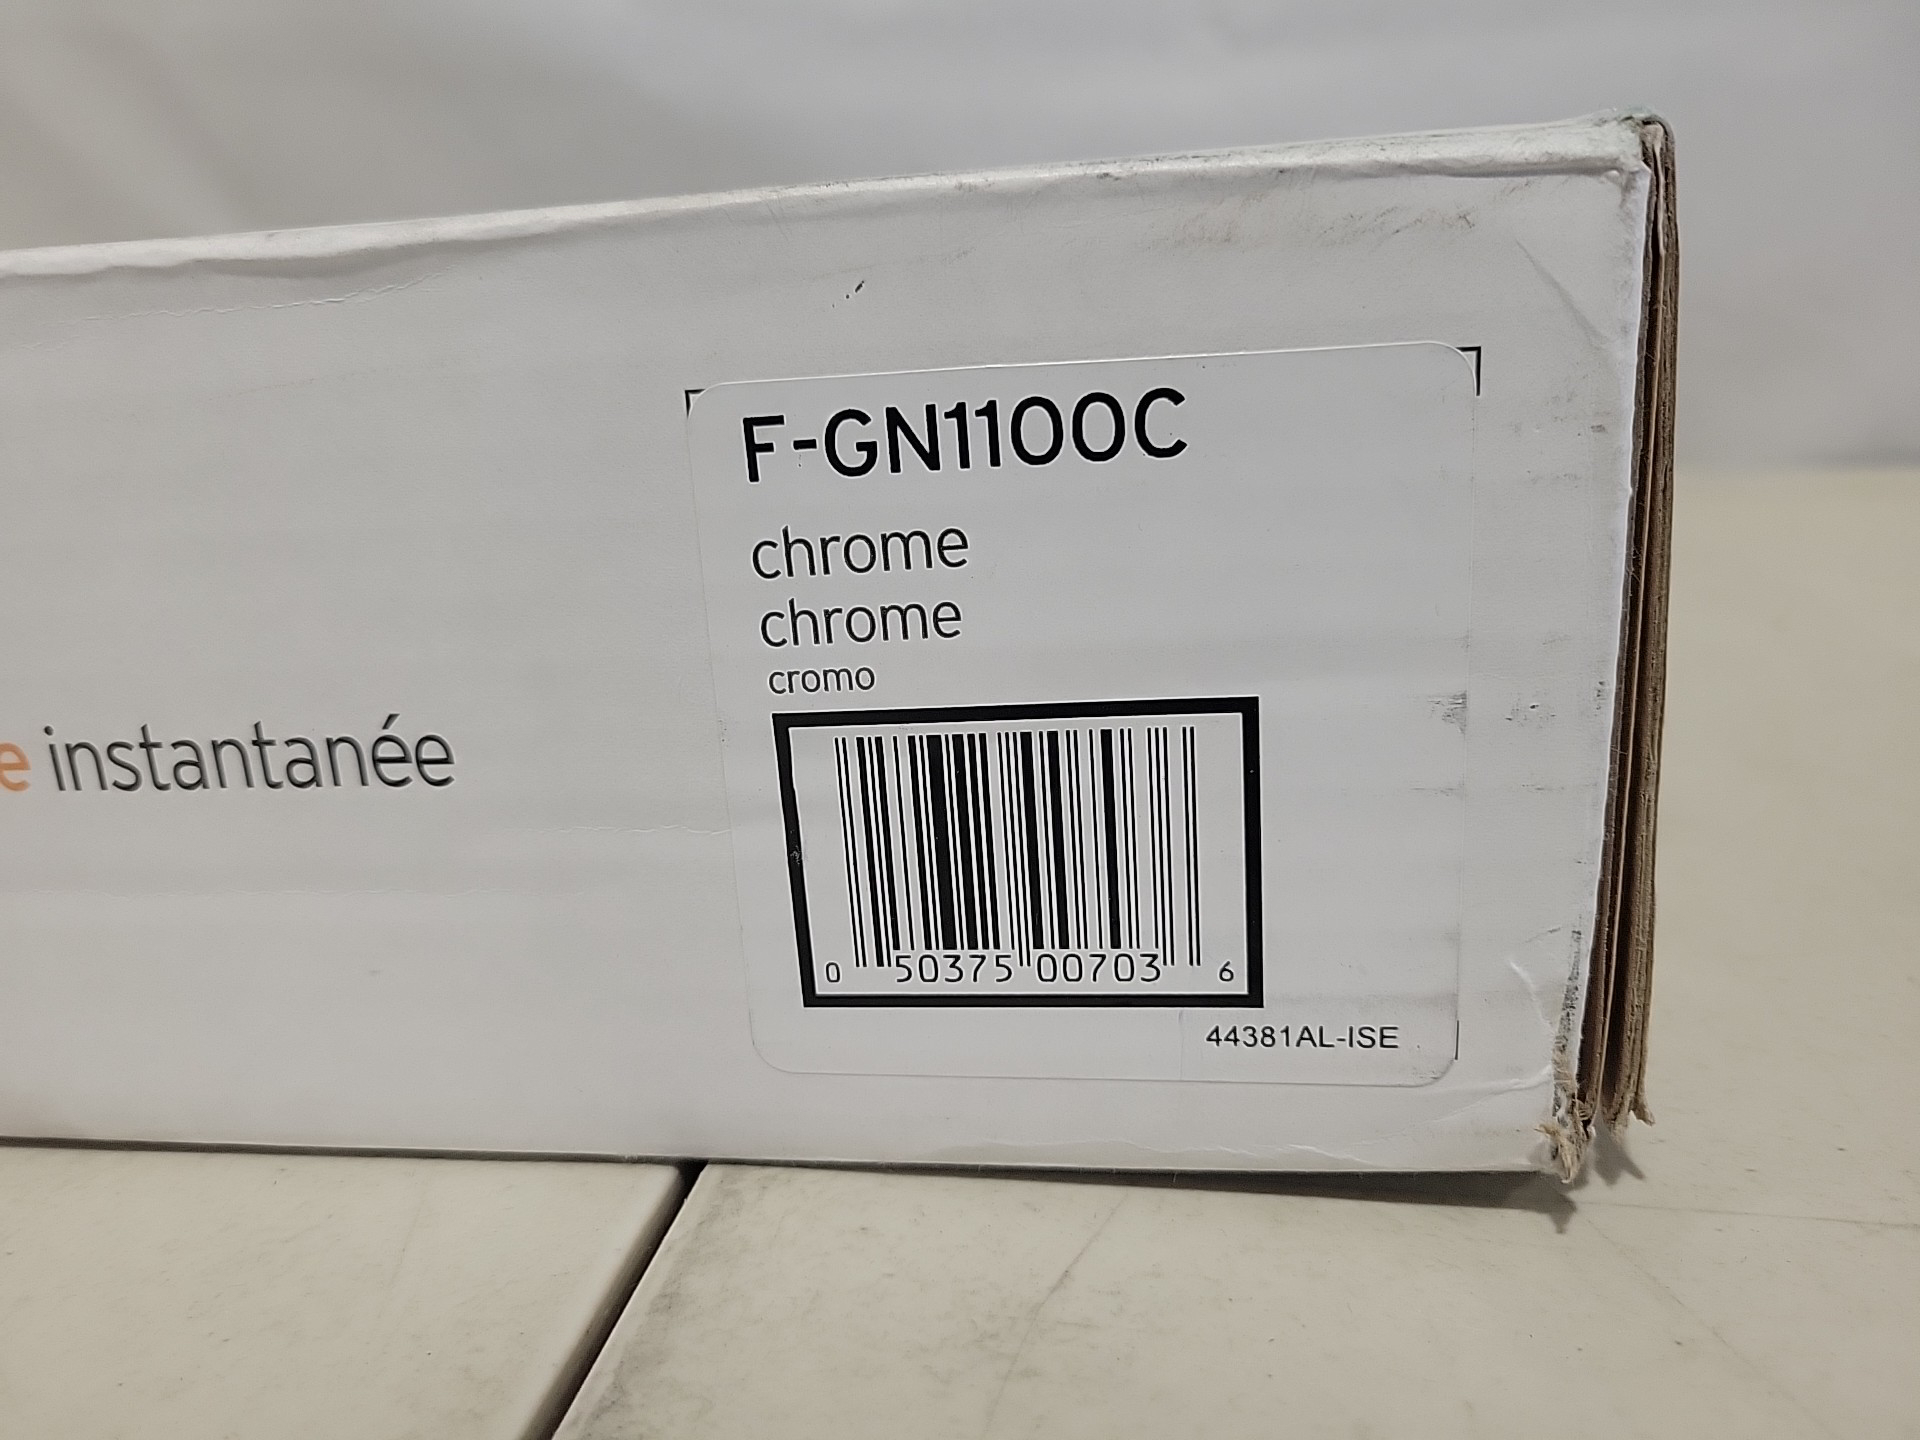 F-GN1100C
chrome
chrome
cromo
e instantanée
0 50375 00703 6
44381AL-ISE